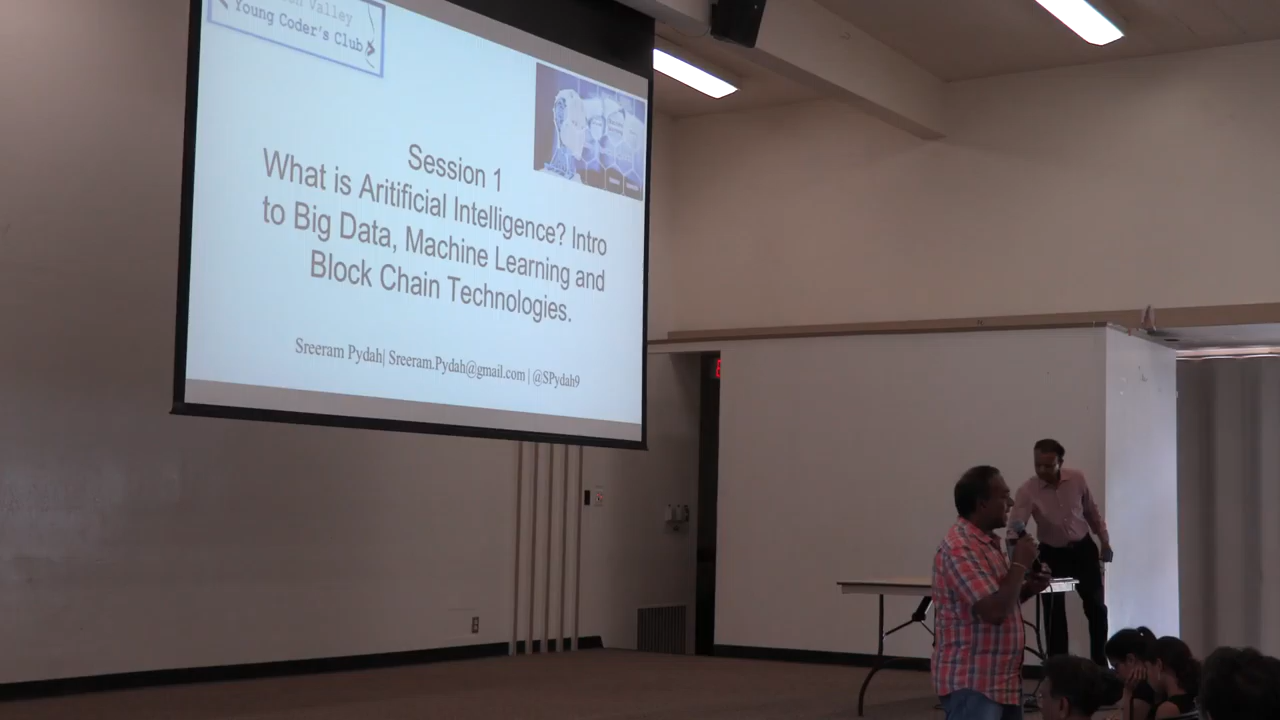 Valley
Young Coder's Club
Session 1
What is Aritificial Intelligence? Intro
to Big Data, Machine Learning and
Block Chain Technologies.
Sreeram Pydah| Sreeram.Pydah@gmail.com | @SPydah9